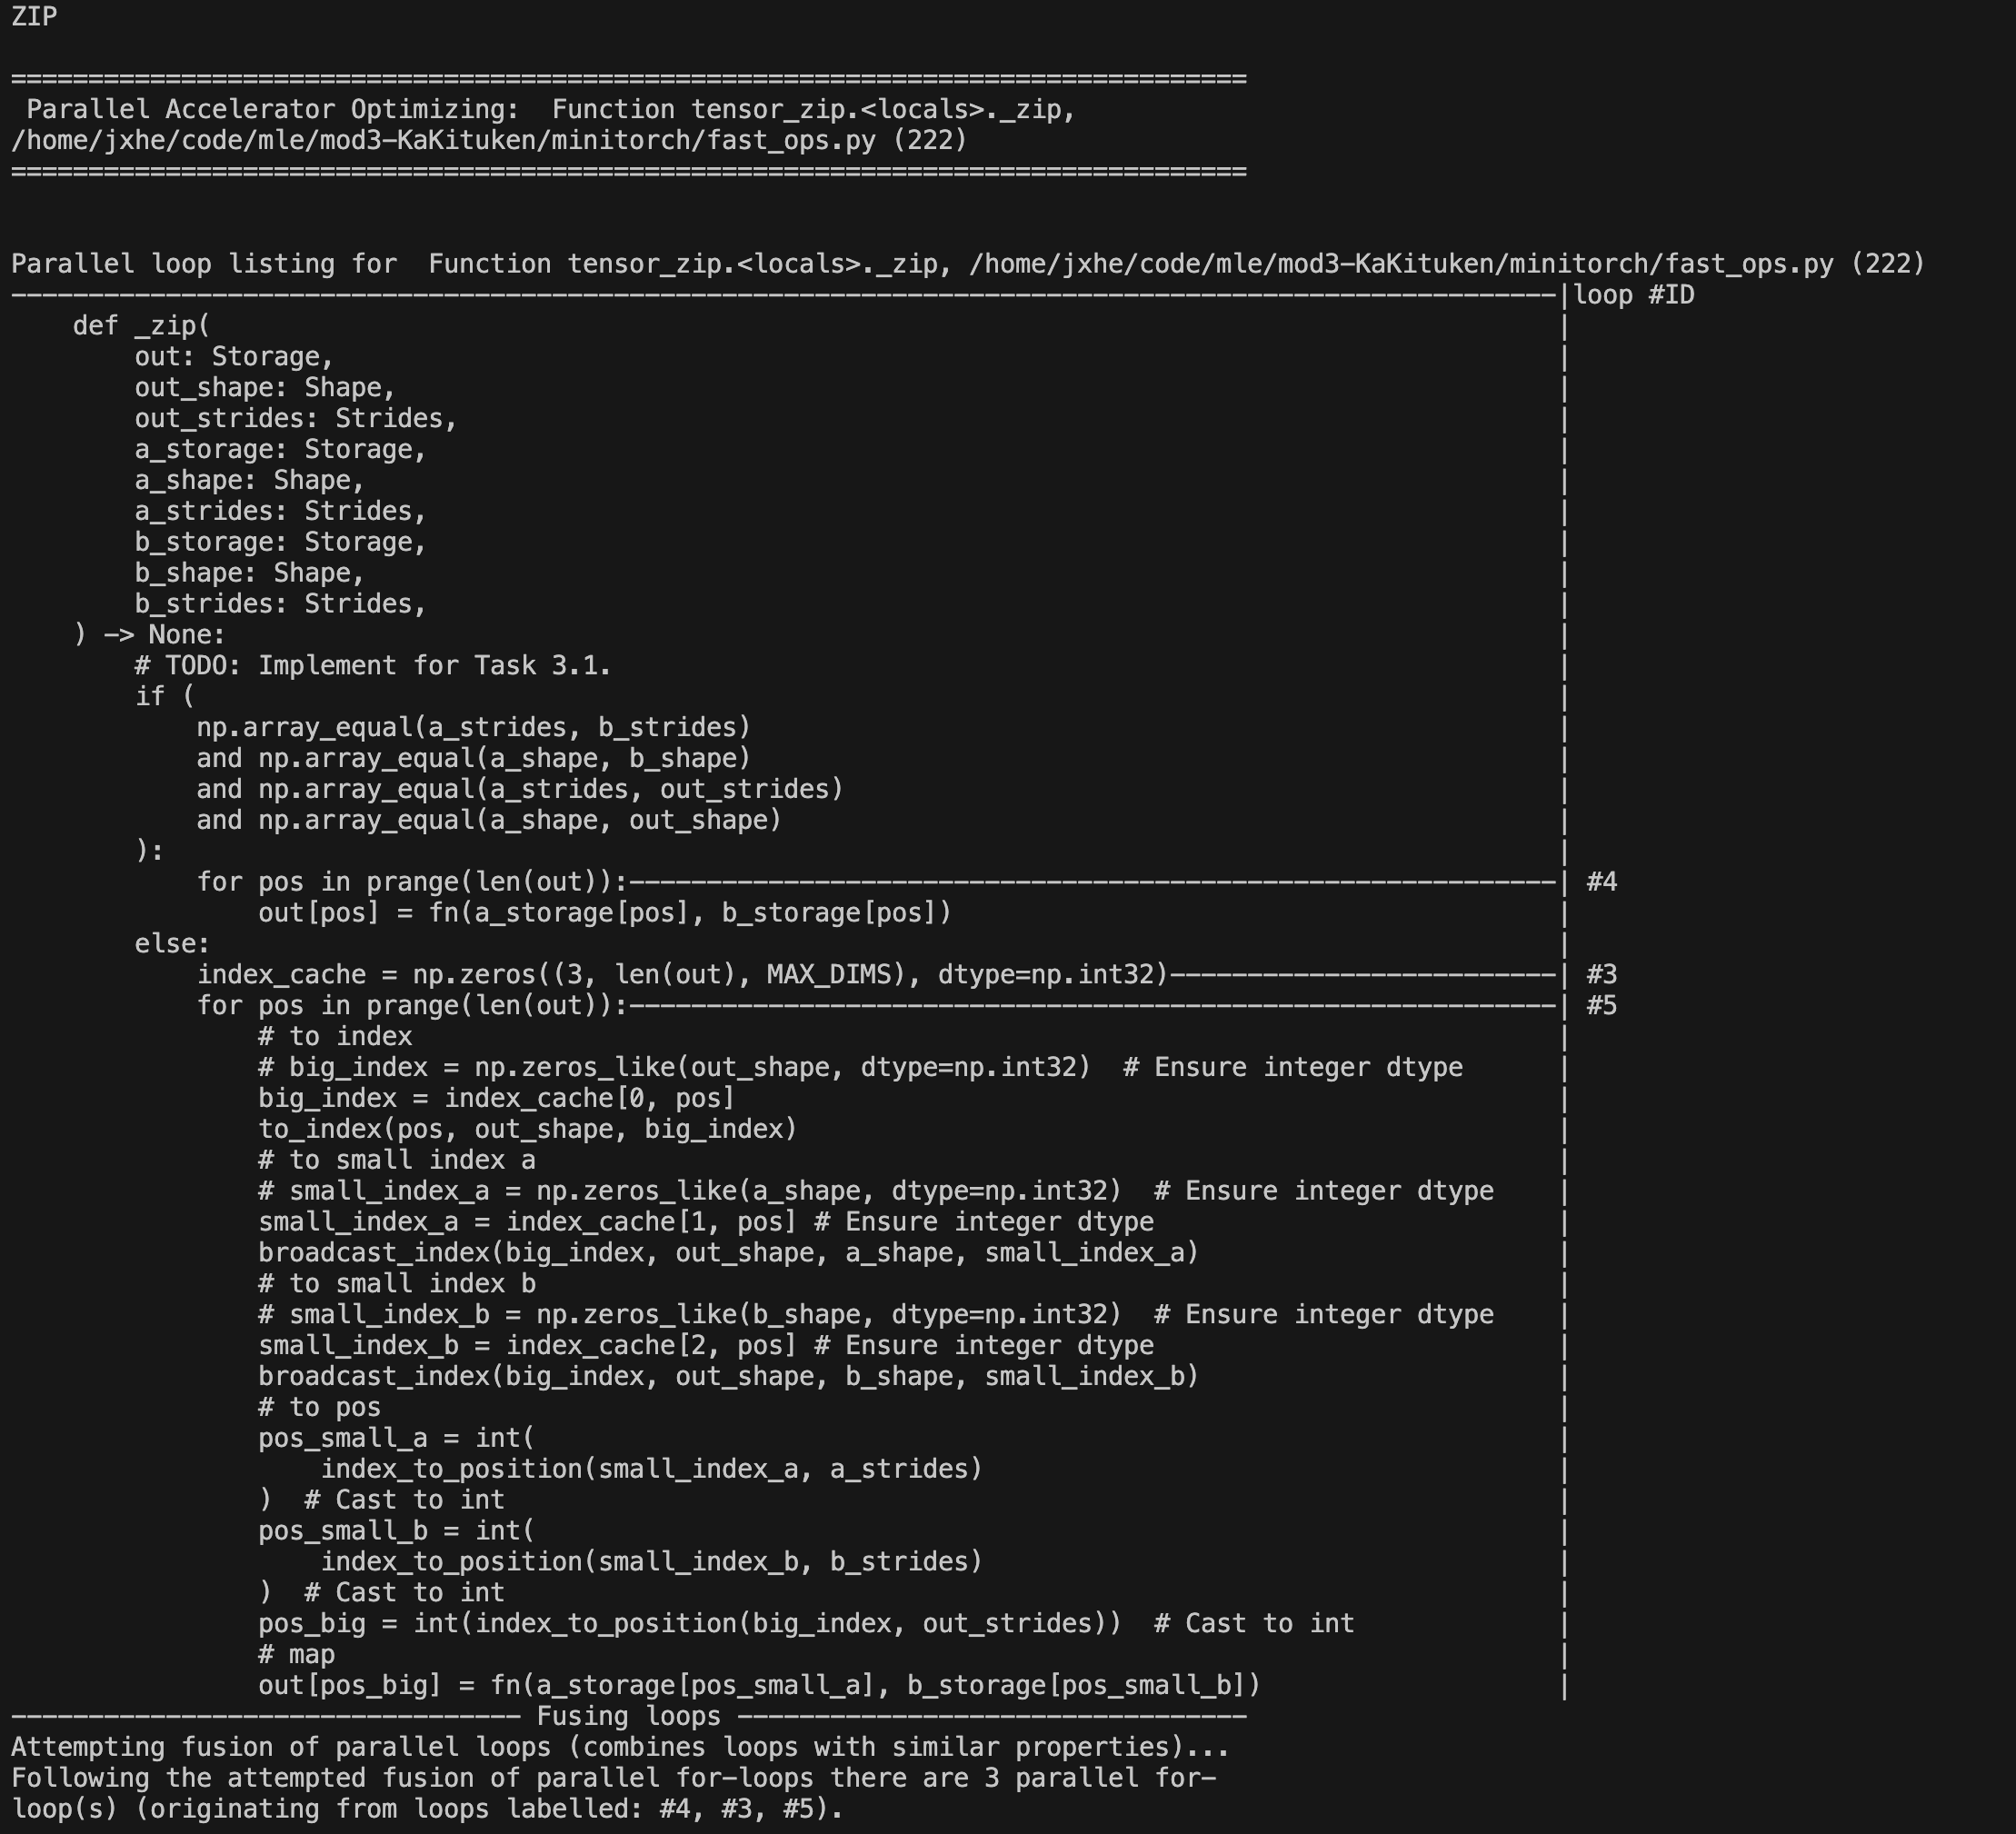 ZIP
================================================================================
 Parallel Accelerator Optimizing:  Function tensor_zip.<locals>._zip,
/home/jxhe/code/mle/mod3-KaKituken/minitorch/fast_ops.py (222)
================================================================================
Parallel loop listing for  Function tensor_zip.<locals>._zip, /home/jxhe/code/mle/mod3-KaKituken/minitorch/fast_ops.py (222)
----------------------------------------------------------------------------------------------------|loop #ID
    def _zip(                                                                                       |
        out: Storage,                                                                               |
        out_shape: Shape,                                                                           |
        out_strides: Strides,                                                                       |
        a_storage: Storage,                                                                         |
        a_shape: Shape,                                                                             |
        a_strides: Strides,                                                                         |
        b_storage: Storage,                                                                         |
        b_shape: Shape,                                                                             |
        b_strides: Strides,                                                                         |
    ) -> None:                                                                                      |
        # TODO: Implement for Task 3.1.                                                             |
        if (                                                                                        |
            np.array_equal(a_strides, b_strides)                                                    |
            and np.array_equal(a_shape, b_shape)                                                    |
            and np.array_equal(a_strides, out_strides)                                              |
            and np.array_equal(a_shape, out_shape)                                                  |
        ):                                                                                          |
            for pos in prange(len(out)):------------------------------------------------------------| #4
                out[pos] = fn(a_storage[pos], b_storage[pos])                                       |
        else:                                                                                       |
            index_cache = np.zeros((3, len(out), MAX_DIMS), dtype=np.int32)-------------------------| #3
            for pos in prange(len(out)):------------------------------------------------------------| #5
                # to index                                                                          |
                # big_index = np.zeros_like(out_shape, dtype=np.int32)  # Ensure integer dtype      |
                big_index = index_cache[0, pos]                                                     |
                to_index(pos, out_shape, big_index)                                                 |
                # to small index a                                                                  |
                # small_index_a = np.zeros_like(a_shape, dtype=np.int32)  # Ensure integer dtype    |
                small_index_a = index_cache[1, pos] # Ensure integer dtype                          |
                broadcast_index(big_index, out_shape, a_shape, small_index_a)                       |
                # to small index b                                                                  |
                # small_index_b = np.zeros_like(b_shape, dtype=np.int32)  # Ensure integer dtype    |
                small_index_b = index_cache[2, pos] # Ensure integer dtype                          |
                broadcast_index(big_index, out_shape, b_shape, small_index_b)                       |
                # to pos                                                                            |
                pos_small_a = int(                                                                  |
                    index_to_position(small_index_a, a_strides)                                     |
                )  # Cast to int                                                                    |
                pos_small_b = int(                                                                  |
                    index_to_position(small_index_b, b_strides)                                     |
                )  # Cast to int                                                                    |
                pos_big = int(index_to_position(big_index, out_strides))  # Cast to int             |
                # map                                                                               |
                out[pos_big] = fn(a_storage[pos_small_a], b_storage[pos_small_b])                   |
--------------------------------- Fusing loops ---------------------------------
Attempting fusion of parallel loops (combines loops with similar properties)...
Following the attempted fusion of parallel for-loops there are 3 parallel for-
loop(s) (originating from loops labelled: #4, #3, #5).